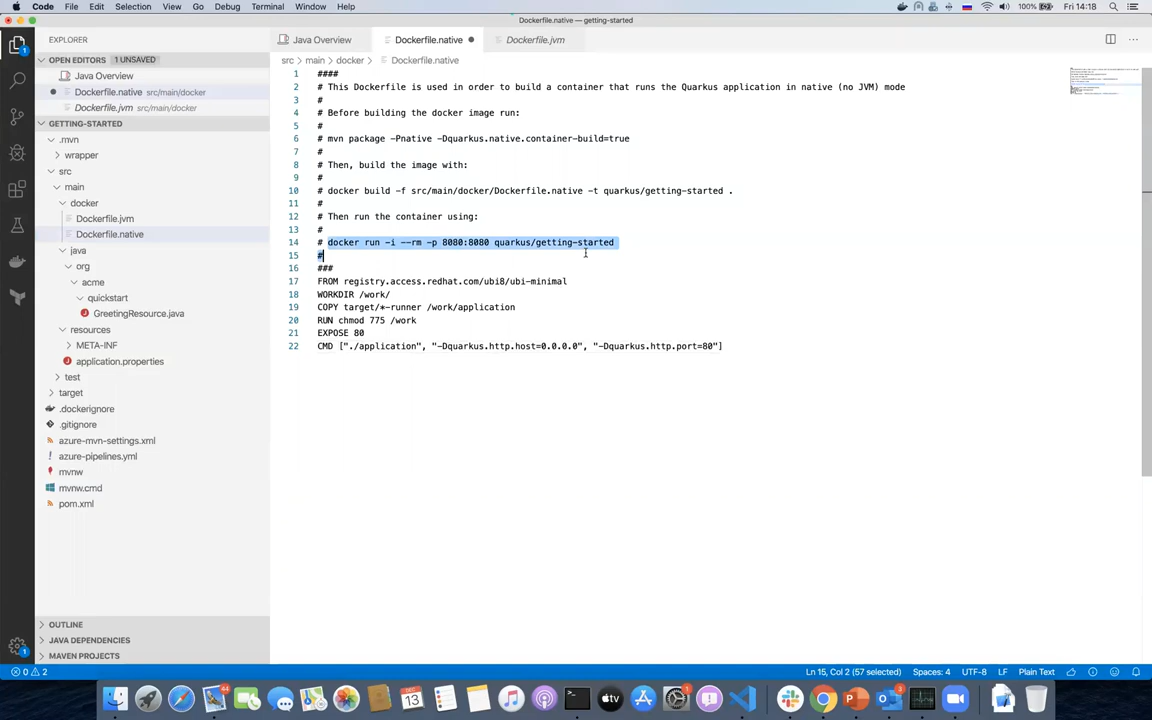 Code File Edit Selection View Go Debug Terminal Window Help 100% Fri 14:18
Dockerfile.native — getting-started
EXPLORER
OPEN EDITORS 1 UNSAVED
Java Overview
Dockerfile.native src/main/docker
Dockerfile.jvm src/main/docker
GETTING-STARTED
.mvn
wrapper
src
main
docker
Dockerfile.jvm
Dockerfile.native
java
org
acme
quickstart
GreetingResource.java
resources
META-INF
application.properties
test
target
.dockerignore
.gitignore
azure-mvn-settings.xml
azure-pipelines.yml
mvnw
mvnw.cmd
pom.xml
OUTLINE
JAVA DEPENDENCIES
MAVEN PROJECTS
Java Overview Dockerfile.native Dockerfile.jvm
src > main > docker > Dockerfile.native
1 ####
2 # This Dockerfile is used in order to build a container that runs the Quarkus application in native (no JVM) mode
3 #
4 # Before building the docker image run:
5 #
6 # mvn package -Pnative -Dquarkus.native.container-build=true
7 #
8 # Then, build the image with:
9 #
10 # docker build -f src/main/docker/Dockerfile.native -t quarkus/getting-started .
11 #
12 # Then run the container using:
13 #
14 # docker run -i --rm -p 8080:8080 quarkus/getting-started
15 #
16 ###
17 FROM registry.access.redhat.com/ubi8/ubi-minimal
18 WORKDIR /work/
19 COPY target/*-runner /work/application
20 RUN chmod 775 /work
21 EXPOSE 80
22 CMD ["./application", "-Dquarkus.http.host=0.0.0.0", "-Dquarkus.http.port=80"]
0 2 Ln 15, Col 2 (57 selected) Spaces: 4 UTF-8 LF Plain Text